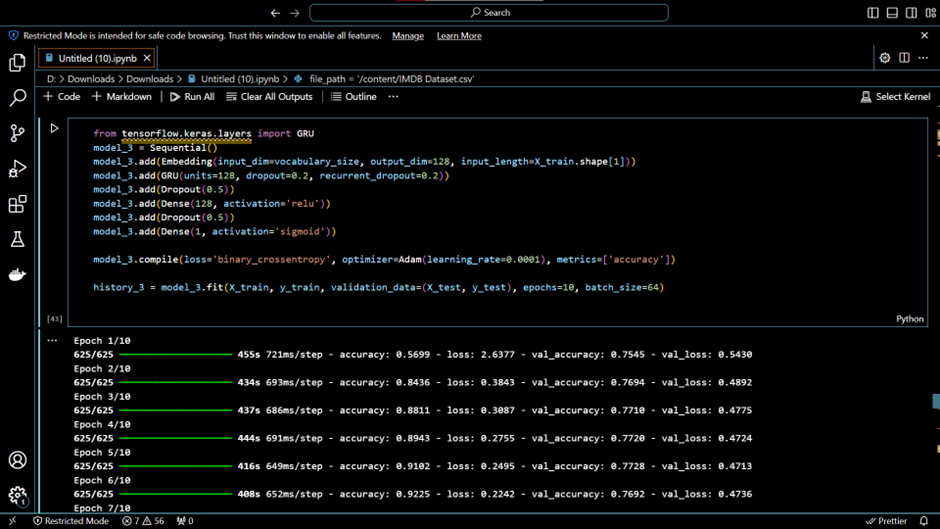 Search
Restricted Mode is intended for safe code browsing. Trust this window to enable all features. Manage Learn More
Untitled (10).ipynb
D: > Downloads > Downloads > Untitled (10).ipynb > file_path = '/content/IMDB Dataset.csv'
+ Code + Markdown Run All Clear All Outputs Outline ... Select Kernel
from tensorflow.keras.layers import GRU
model_3 = Sequential()
model_3.add(Embedding(input_dim=vocabulary_size, output_dim=128, input_length=X_train.shape[1]))
model_3.add(GRU(units=128, dropout=0.2, recurrent_dropout=0.2))
model_3.add(Dropout(0.5))
model_3.add(Dense(128, activation='relu'))
model_3.add(Dropout(0.5))
model_3.add(Dense(1, activation='sigmoid'))
model_3.compile(loss='binary_crossentropy', optimizer=Adam(learning_rate=0.0001), metrics=['accuracy'])
history_3 = model_3.fit(X_train, y_train, validation_data=(X_test, y_test), epochs=10, batch_size=64)
[43] Python
... Epoch 1/10
625/625 455s 721ms/step - accuracy: 0.5699 - loss: 2.6377 - val_accuracy: 0.7545 - val_loss: 0.5430
Epoch 2/10
625/625 434s 693ms/step - accuracy: 0.8436 - loss: 0.3843 - val_accuracy: 0.7694 - val_loss: 0.4892
Epoch 3/10
625/625 437s 686ms/step - accuracy: 0.8811 - loss: 0.3087 - val_accuracy: 0.7710 - val_loss: 0.4775
Epoch 4/10
625/625 444s 691ms/step - accuracy: 0.8943 - loss: 0.2755 - val_accuracy: 0.7720 - val_loss: 0.4724
Epoch 5/10
625/625 416s 649ms/step - accuracy: 0.9102 - loss: 0.2495 - val_accuracy: 0.7728 - val_loss: 0.4713
Epoch 6/10
625/625 408s 652ms/step - accuracy: 0.9225 - loss: 0.2242 - val_accuracy: 0.7692 - val_loss: 0.4736
Epoch 7/10
1
Restricted Mode 7 56 0 Prettier